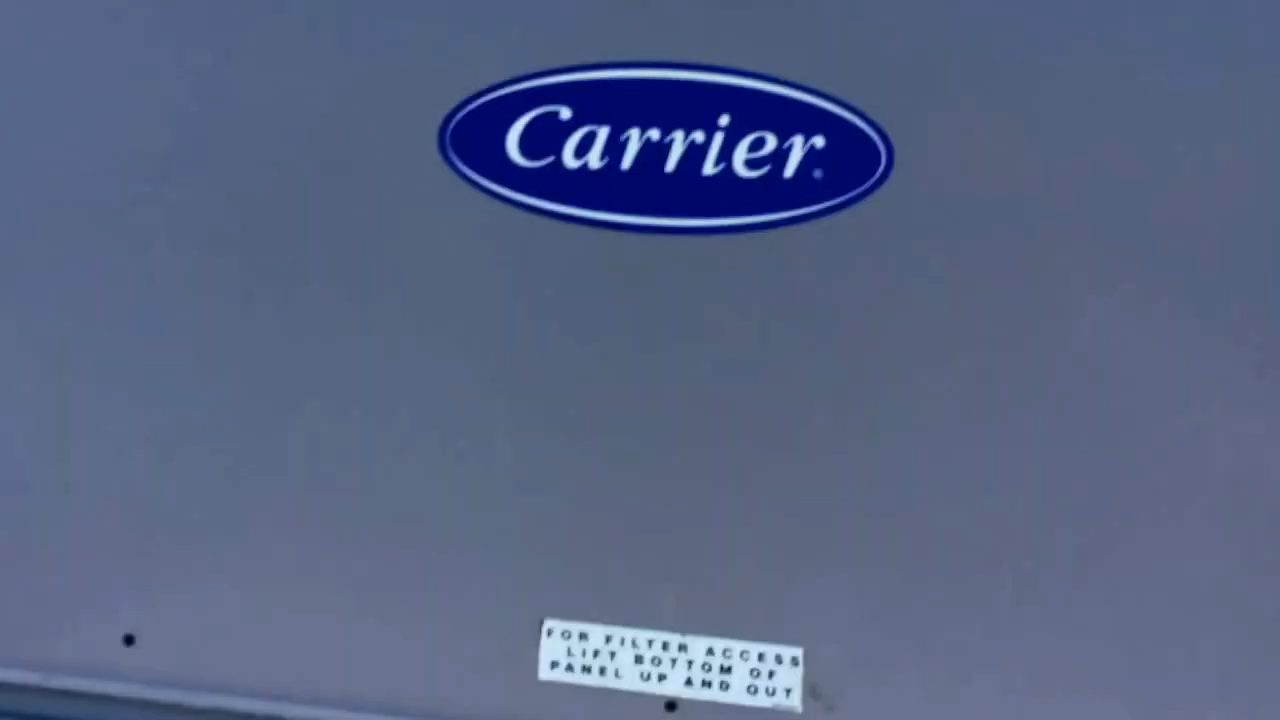 Carrier
FOR FILTER ACCESS
LIFT BOTTOM OF
PANEL UP AND OUT